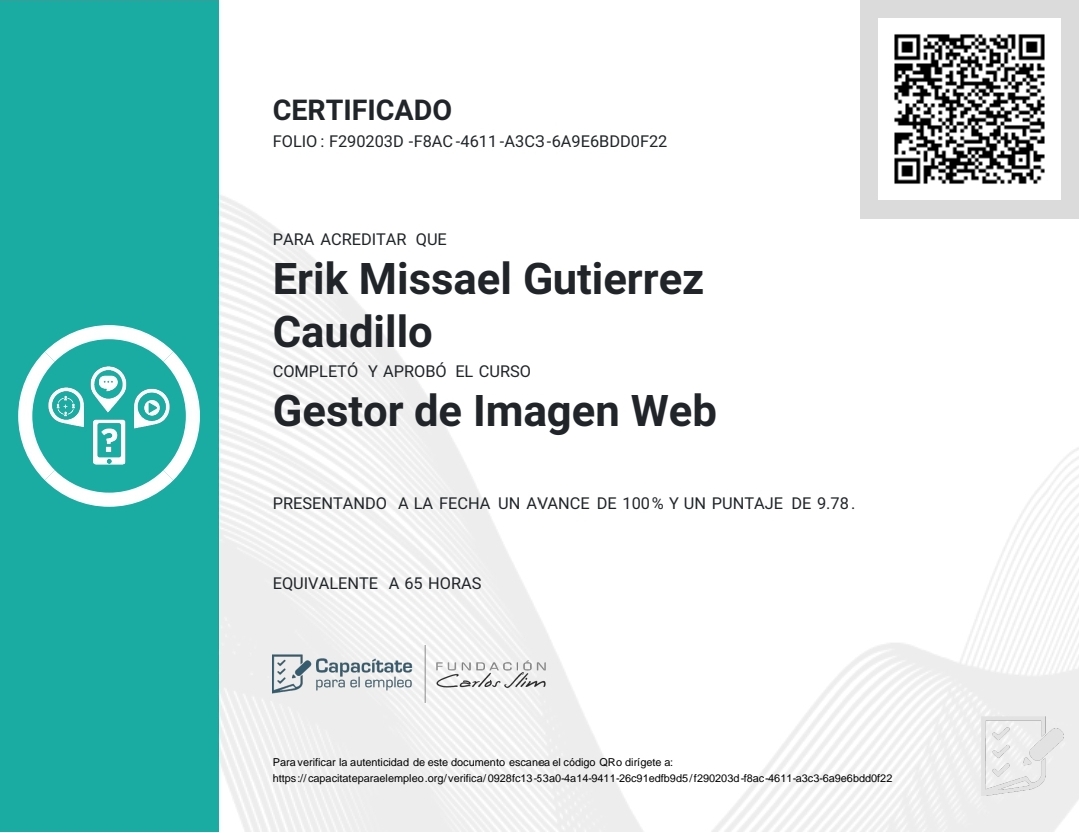 CERTIFICADO
FOLIO : F290203D -F8AC-4611-A3C3-6A9E6BDD0F22
PARA ACREDITAR QUE
Erik Missael Gutierrez
Caudillo
COMPLETÓ Y APROBÓ EL CURSO
Gestor de Imagen Web
PRESENTANDO A LA FECHA UN AVANCE DE 100% Y UN PUNTAJE DE 9.78.
EQUIVALENTE A 65 HORAS
Capacítate
para el empleo
FUNDACIÓN
Carlos Slim
Para verificar la autenticidad de este documento escanea el código QR o dirígete a:
https://capacitateparaelempleo.org/verifica/0928fc13-53a0-4a14-9411-26c91edfb9d5/f290203d-f8ac-4611-a3c3-6a9e6bdd0f22
?